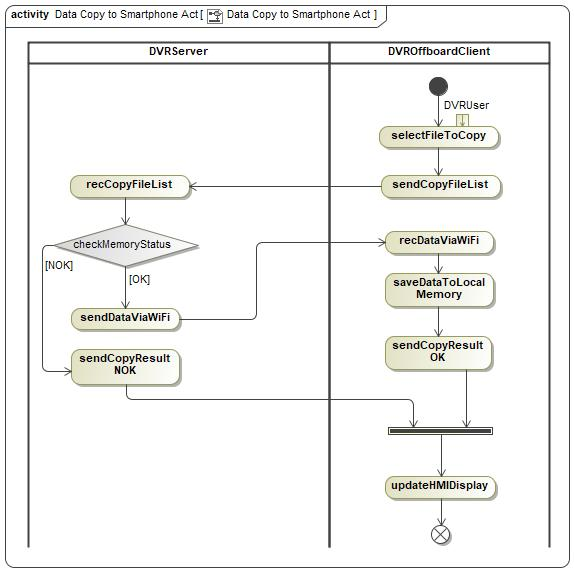 activity Data Copy to Smartphone Act [ Data Copy to Smartphone Act ]
DVRServer
DVROffboardClient
DVRUser
selectFileToCopy
recCopyFileList
sendCopyFileList
checkMemoryStatus
recDataViaWiFi
[NOK]
[OK]
saveDataToLocal
Memory
sendDataViaWiFi
sendCopyResult
NOK
sendCopyResult
OK
updateHMIDisplay